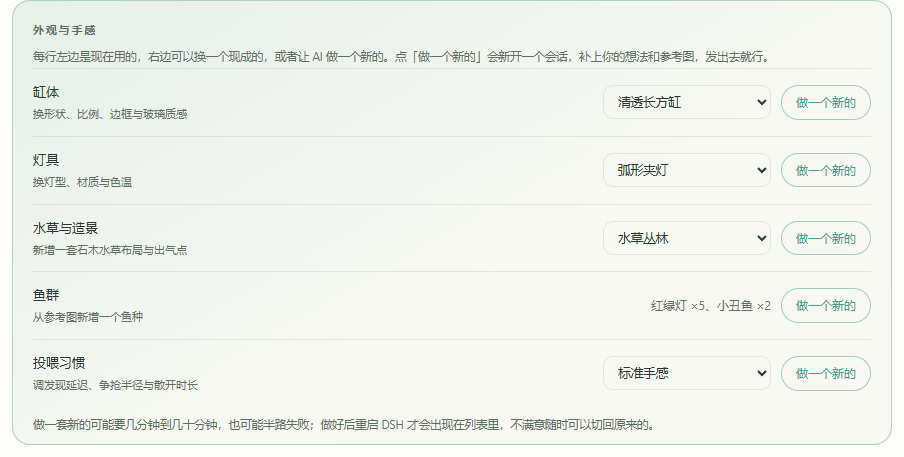 外观与手感
每行左边是现在用的，右边可以换一个现成的，或者让 AI 做一个新的。点「做一个新的」会新开一个会话，补上你的想法和参考图，发出去就行。
缸体
换形状、比例、边框与玻璃质感
清透长方缸
做一个新的
灯具
换灯型、材质与色温
弧形夹灯
做一个新的
水草与造景
新增一套石木水草布局与出气点
水草丛林
做一个新的
鱼群
从参考图新增一个鱼种
红绿灯 ×5、小丑鱼 ×2
做一个新的
投喂习惯
调发现延迟、争抢半径与散开时长
标准手感
做一个新的
做一套新的可能要几分钟到几十分钟，也可能半路失败；做好后重启 DSH 才会出现在列表里，不满意随时可以切回原来的。